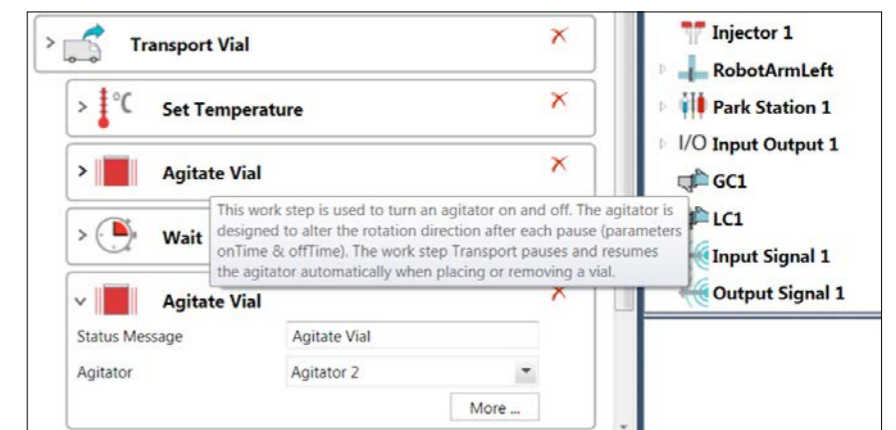 Transport Vial
°C Set Temperature
Agitate Vial
This work step is used to turn an agitator on and off. The agitator is
designed to alter the rotation direction after each pause (parameters
onTime & offTime). The work step Transport pauses and resumes
the agitator automatically when placing or removing a vial.
Wait
Agitate Vial
Status Message Agitate Vial
Agitator Agitator 2
More ...
Injector 1
RobotArmLeft
Park Station 1
I/O Input Output 1
GC1
LC1
Input Signal 1
Output Signal 1